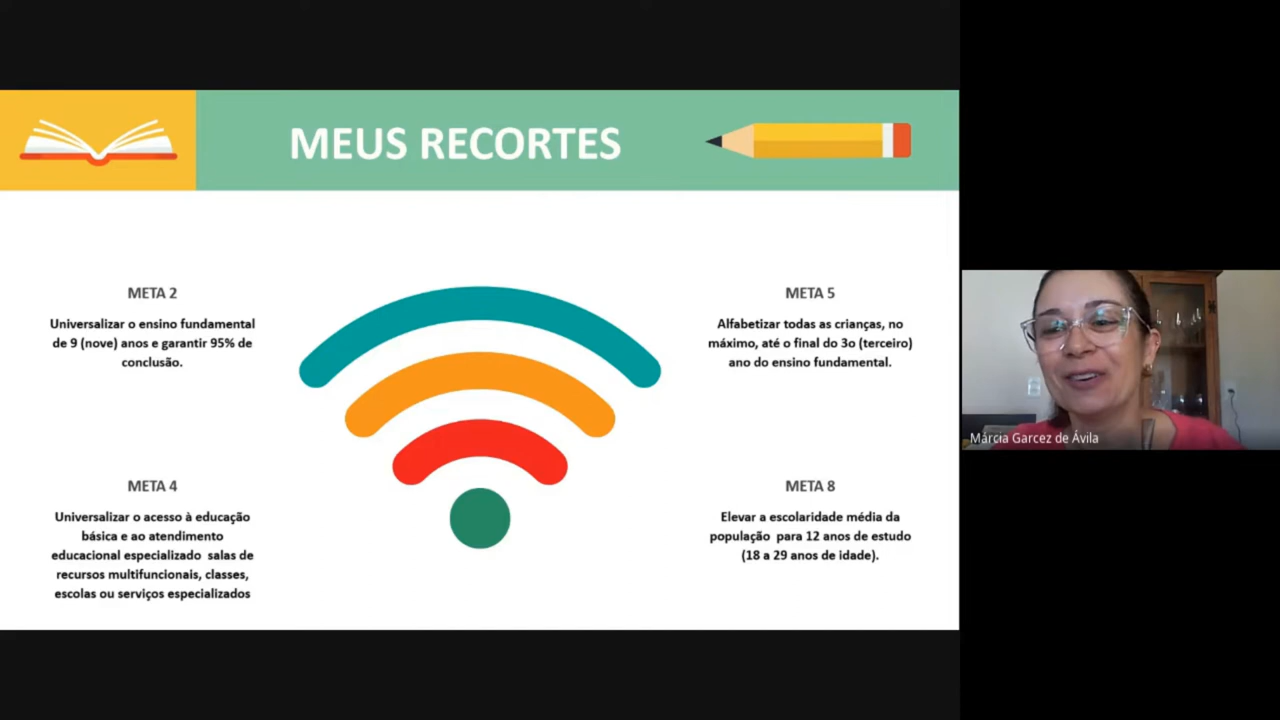 MEUS RECORTES
META 2
Universalizar o ensino fundamental
de 9 (nove) anos e garantir 95% de
conclusão.
META 4
Universalizar o acesso à educação
básica e ao atendimento
educacional especializado salas de
recursos multifuncionais, classes,
escolas ou serviços especializados
META 5
Alfabetizar todas as crianças, no
máximo, até o final do 3o (terceiro)
ano do ensino fundamental.
META 8
Elevar a escolaridade média da
população para 12 anos de estudo
(18 a 29 anos de idade).
Márcia Garcez de Ávila